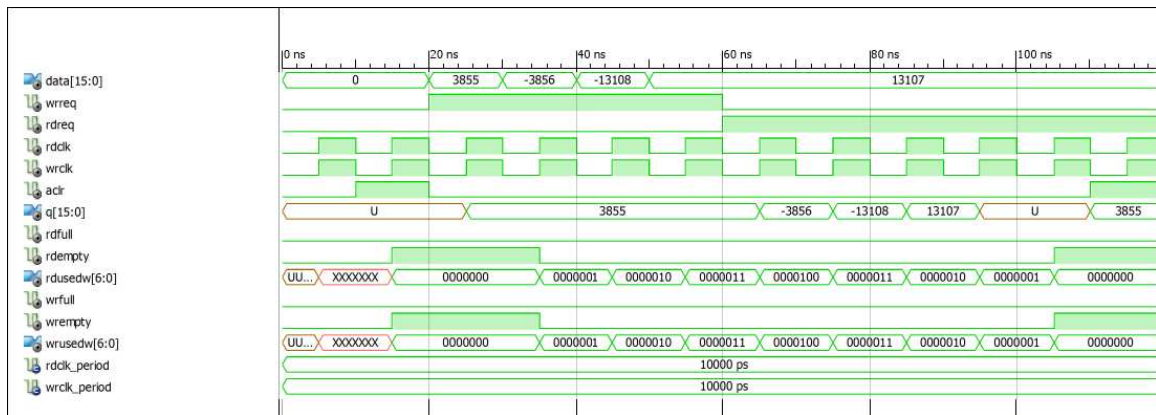 0 ns 20 ns 40 ns 60 ns 80 ns 100 ns
data[15:0] 0 3855 -3856 -13108 13107
wrreq
rdreq
rdclk
wrclk
aclr
q[15:0] U 3855 -3856 -13108 13107 U 3855
rdfull
rdempty
rdusedw[6:0] UU... XXXXXXX 0000000 0000001 0000010 0000011 0000100 0000011 0000010 0000001 0000000
wrfull
wrempty
wrusedw[6:0] UU... XXXXXXX 0000000 0000001 0000010 0000011 0000100 0000011 0000010 0000001 0000000
rdclk_period 10000 ps
wrclk_period 10000 ps